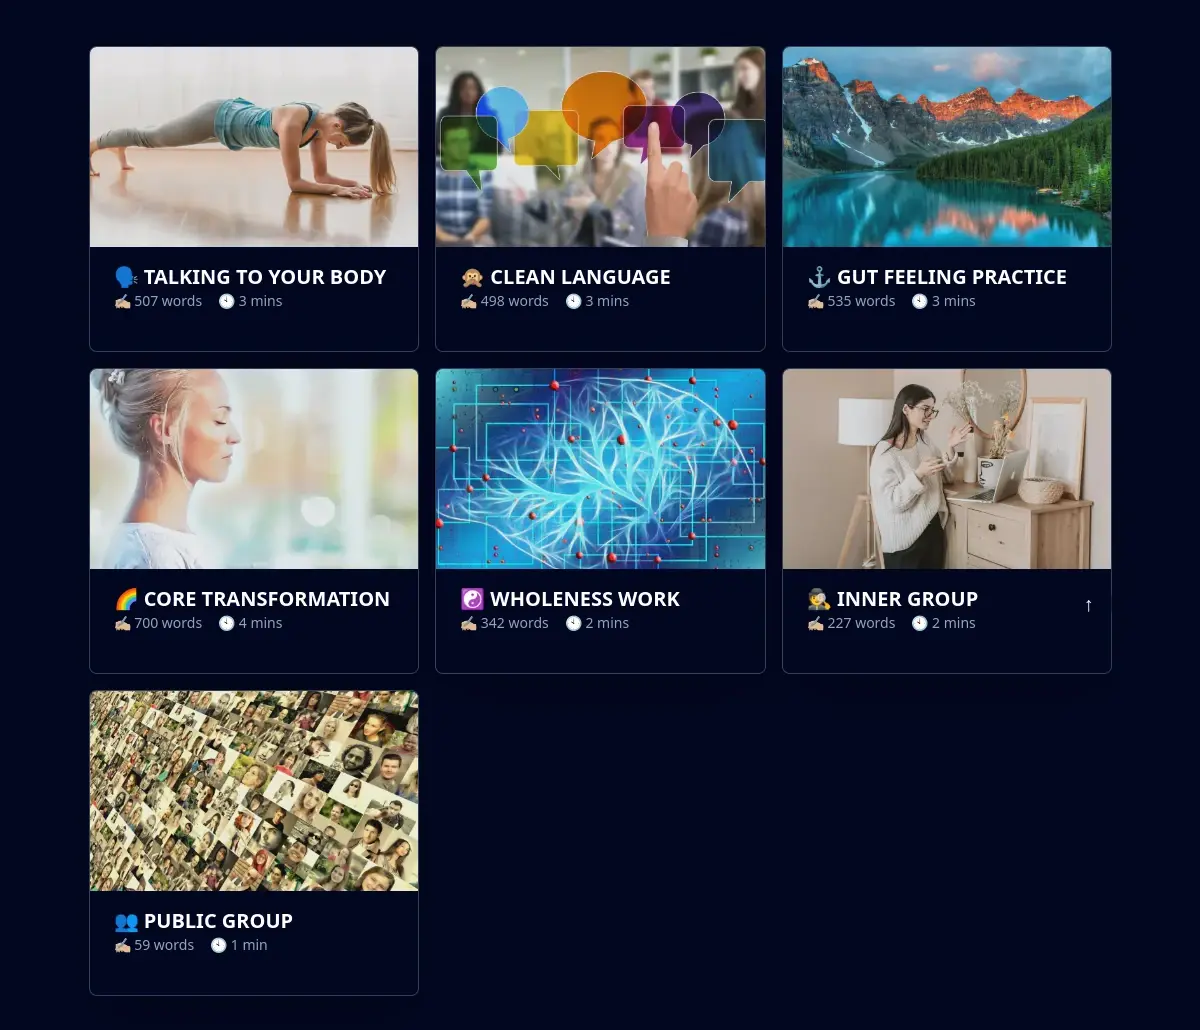 🗣️ TALKING TO YOUR BODY
✍🏼 507 words 🕙 3 mins
🙊 CLEAN LANGUAGE
✍🏼 498 words 🕙 3 mins
⚓ GUT FEELING PRACTICE
✍🏼 535 words 🕙 3 mins
🌈 CORE TRANSFORMATION
✍🏼 700 words 🕙 4 mins
☯️ WHOLENESS WORK
✍🏼 342 words 🕙 2 mins
🕵️ INNER GROUP
✍🏼 227 words 🕙 2 mins
↑
👥 PUBLIC GROUP
✍🏼 59 words 🕙 1 min